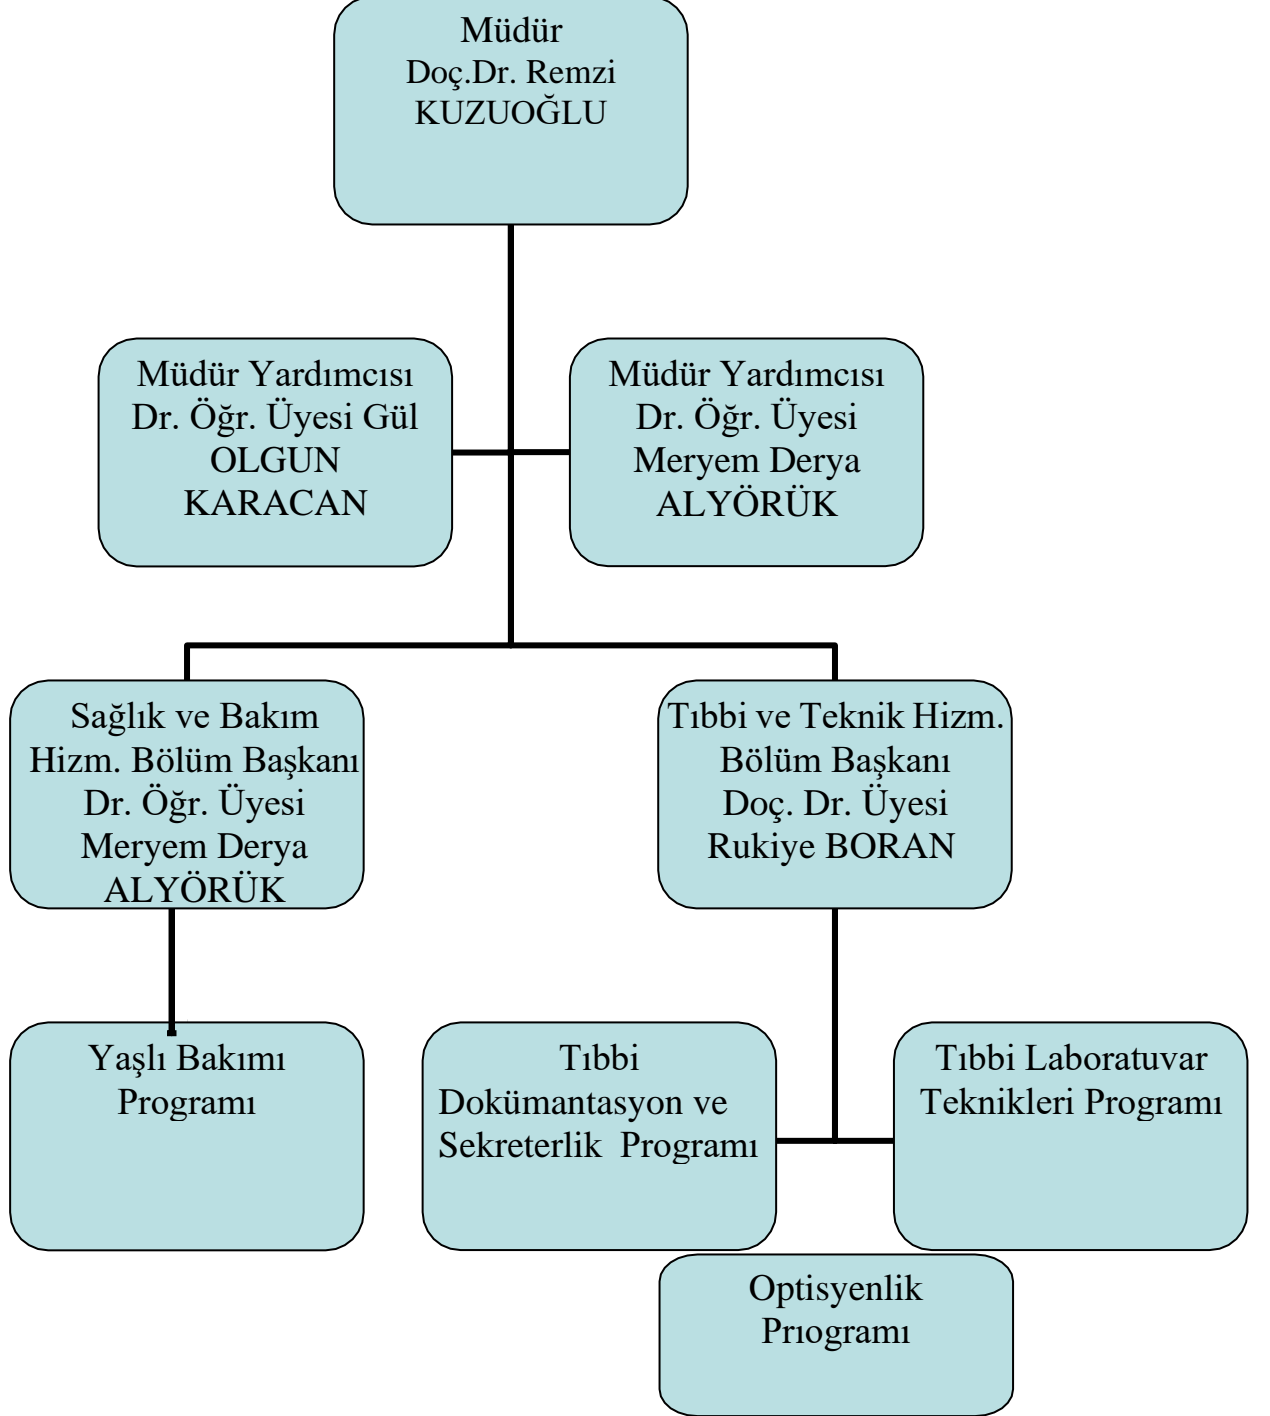 Müdür
Doç.Dr. Remzi
KUZUOĞLU
Müdür Yardımcısı
Dr. Öğr. Üyesi Gül
OLGUN
KARACAN
Müdür Yardımcısı
Dr. Öğr. Üyesi
Meryem Derya
ALYÖRÜK
Sağlık ve Bakım
Hizm. Bölüm Başkanı
Dr. Öğr. Üyesi
Meryem Derya
ALYÖRÜK
Tıbbi ve Teknik Hizm.
Bölüm Başkanı
Doç. Dr. Üyesi
Rukiye BORAN
Yaşlı Bakımı
Programı
Tıbbi
Dokümantasyon ve
Sekreterlik Programı
Tıbbi Laboratuvar
Teknikleri Programı
Optisyenlik
Prıogramı